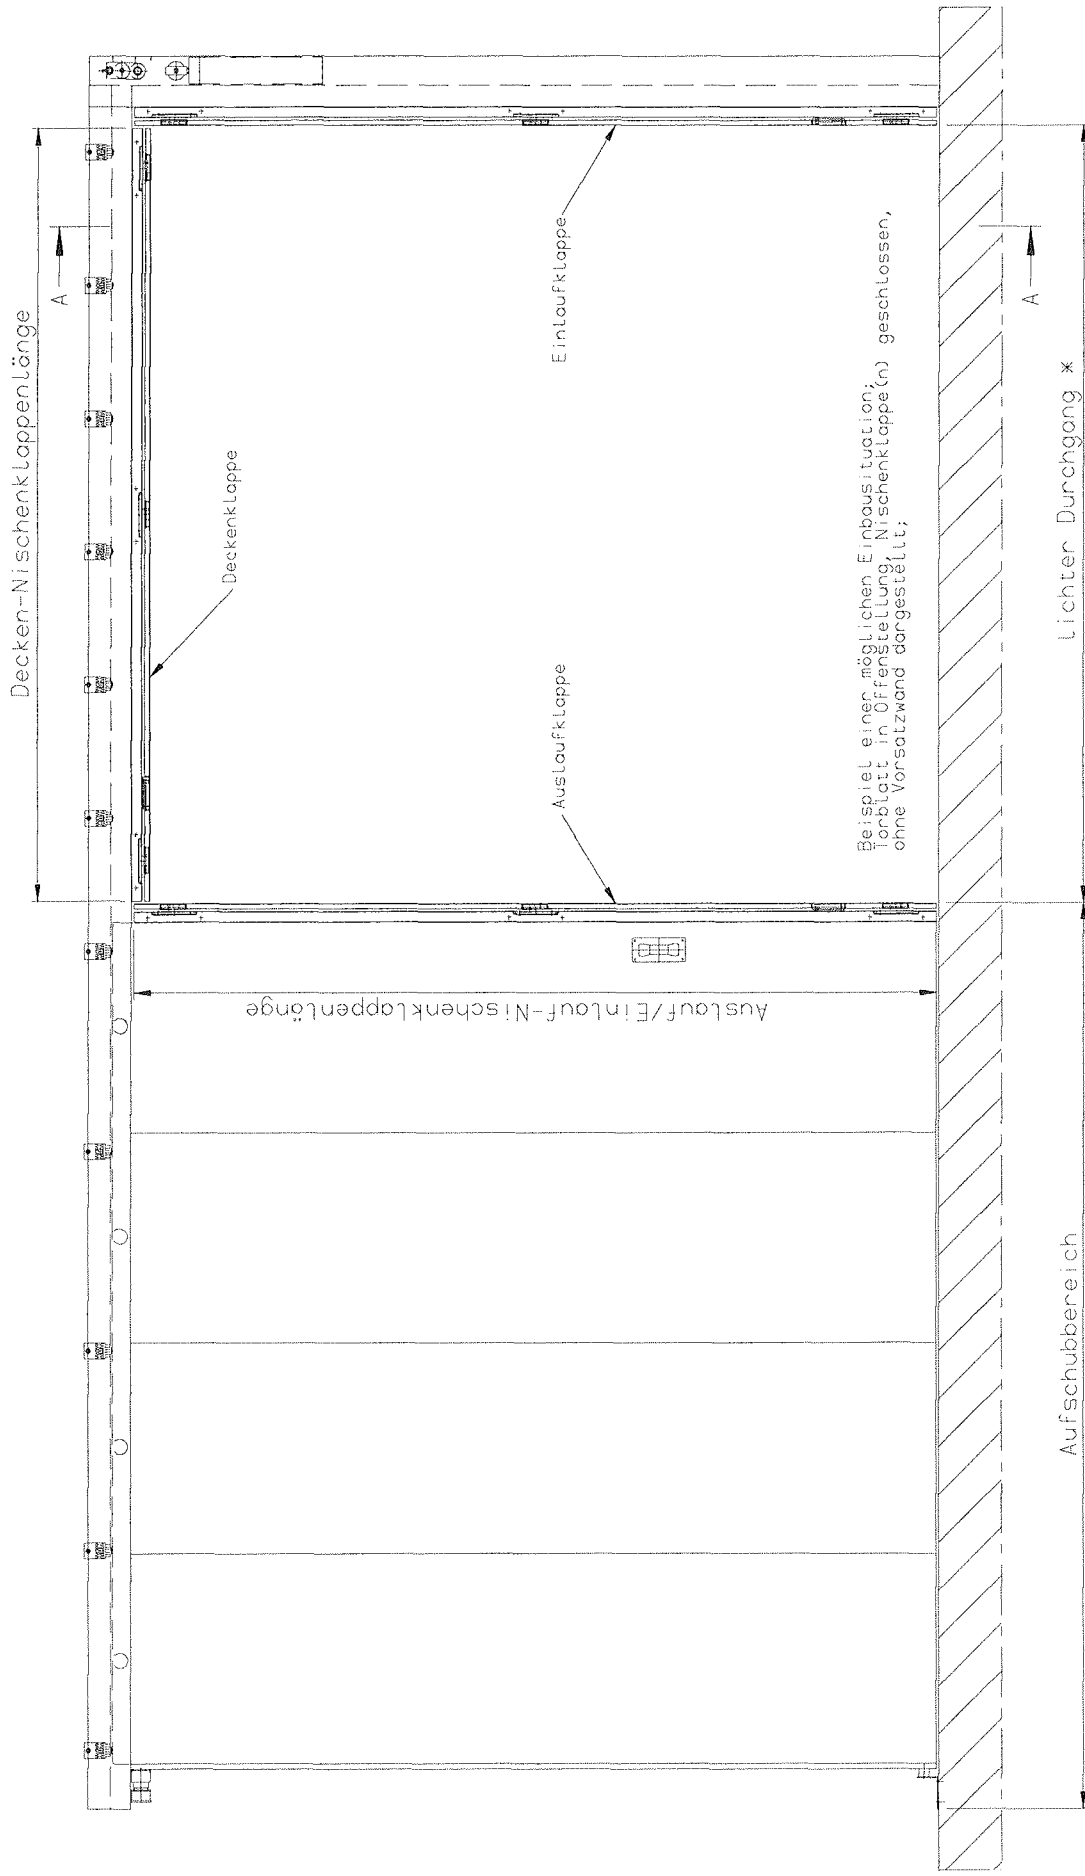 Decken-Nischenklappenlänge
A
A
Deckenklappe
Einlaufklappe
Auslaufklappe
Beispiel einer möglichen Einbausituation;
Torblatt in Offenstellung, Nischenklappe(n) geschlossen,
ohne Vorsatzwand dargestellt;
Auslauf/Einlauf-Nischenklappenlänge
Lichter Durchgang *
Aufschubbereich